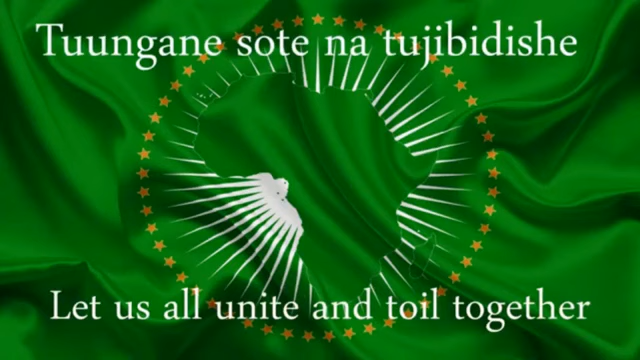 Tuungane sote na tujibidishe
Let us all unite and toil together